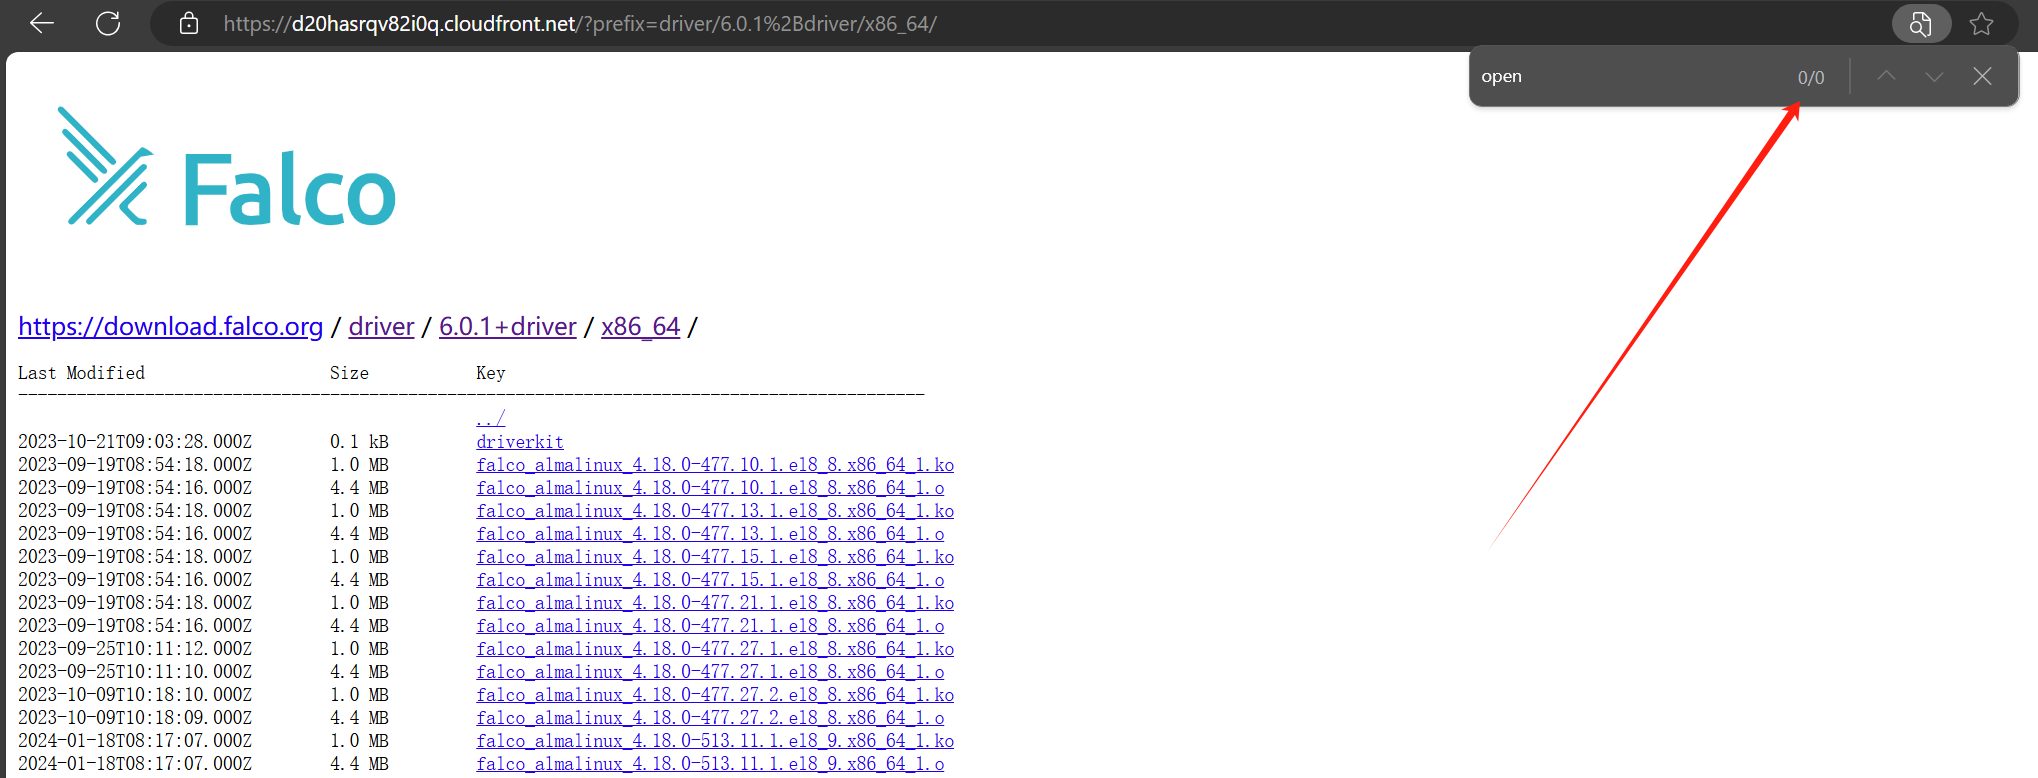 https://d20hasrqv82i0q.cloudfront.net/?prefix=driver/6.0.1%2Bdriver/x86_64/
open 0/0
Falco
https://download.falco.org / driver / 6.0.1+driver / x86_64 /
Last Modified Size Key
---------------------------------------------------------------------------------------------
../
2023-10-21T09:03:28.000Z 0.1 kB driverkit
2023-09-19T08:54:18.000Z 1.0 MB falco_almalinux_4.18.0-477.10.1.el8_8.x86_64_1.ko
2023-09-19T08:54:16.000Z 4.4 MB falco_almalinux_4.18.0-477.10.1.el8_8.x86_64_1.o
2023-09-19T08:54:18.000Z 1.0 MB falco_almalinux_4.18.0-477.13.1.el8_8.x86_64_1.ko
2023-09-19T08:54:16.000Z 4.4 MB falco_almalinux_4.18.0-477.13.1.el8_8.x86_64_1.o
2023-09-19T08:54:18.000Z 1.0 MB falco_almalinux_4.18.0-477.15.1.el8_8.x86_64_1.ko
2023-09-19T08:54:16.000Z 4.4 MB falco_almalinux_4.18.0-477.15.1.el8_8.x86_64_1.o
2023-09-19T08:54:18.000Z 1.0 MB falco_almalinux_4.18.0-477.21.1.el8_8.x86_64_1.ko
2023-09-19T08:54:16.000Z 4.4 MB falco_almalinux_4.18.0-477.21.1.el8_8.x86_64_1.o
2023-09-25T10:11:12.000Z 1.0 MB falco_almalinux_4.18.0-477.27.1.el8_8.x86_64_1.ko
2023-09-25T10:11:10.000Z 4.4 MB falco_almalinux_4.18.0-477.27.1.el8_8.x86_64_1.o
2023-10-09T10:18:10.000Z 1.0 MB falco_almalinux_4.18.0-477.27.2.el8_8.x86_64_1.ko
2023-10-09T10:18:09.000Z 4.4 MB falco_almalinux_4.18.0-477.27.2.el8_8.x86_64_1.o
2024-01-18T08:17:07.000Z 1.0 MB falco_almalinux_4.18.0-513.11.1.el8_9.x86_64_1.ko
2024-01-18T08:17:07.000Z 4.4 MB falco_almalinux_4.18.0-513.11.1.el8_9.x86_64_1.o